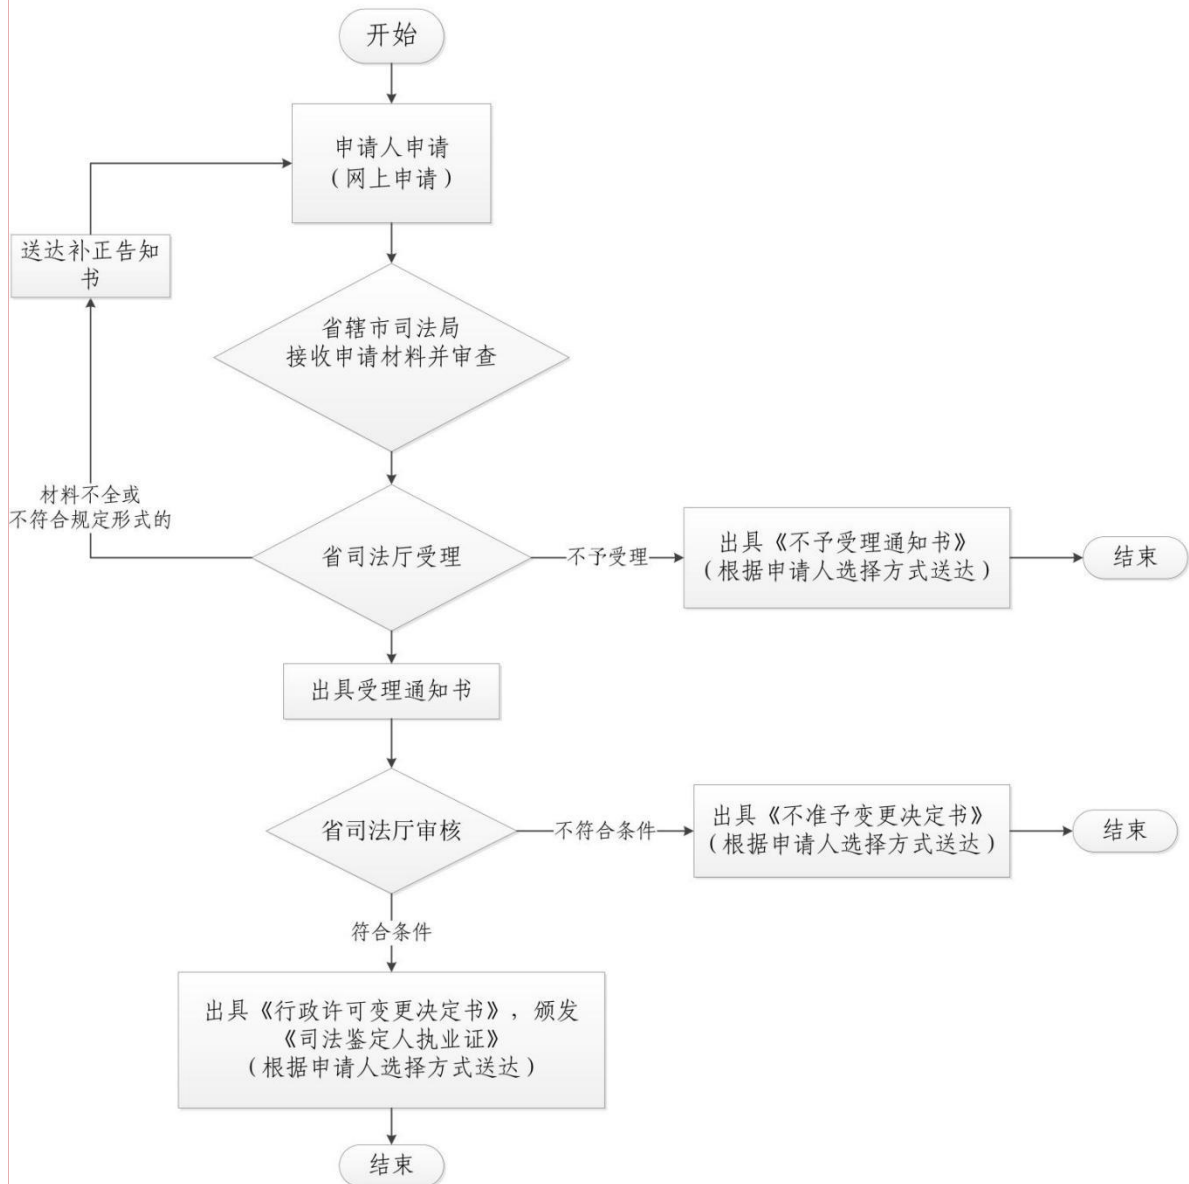 开始
申请人申请
（网上申请）
送达补正告知
书
省辖市司法局
接收申请材料并审查
材料不全或
不符合规定形式的
省司法厅受理
不予受理
出具《不予受理通知书》
（根据申请人选择方式送达）
结束
出具受理通知书
省司法厅审核
不符合条件
出具《不准予变更决定书》
（根据申请人选择方式送达）
结束
符合条件
出具《行政许可变更决定书》，颁发
《司法鉴定人执业证》
（根据申请人选择方式送达）
结束